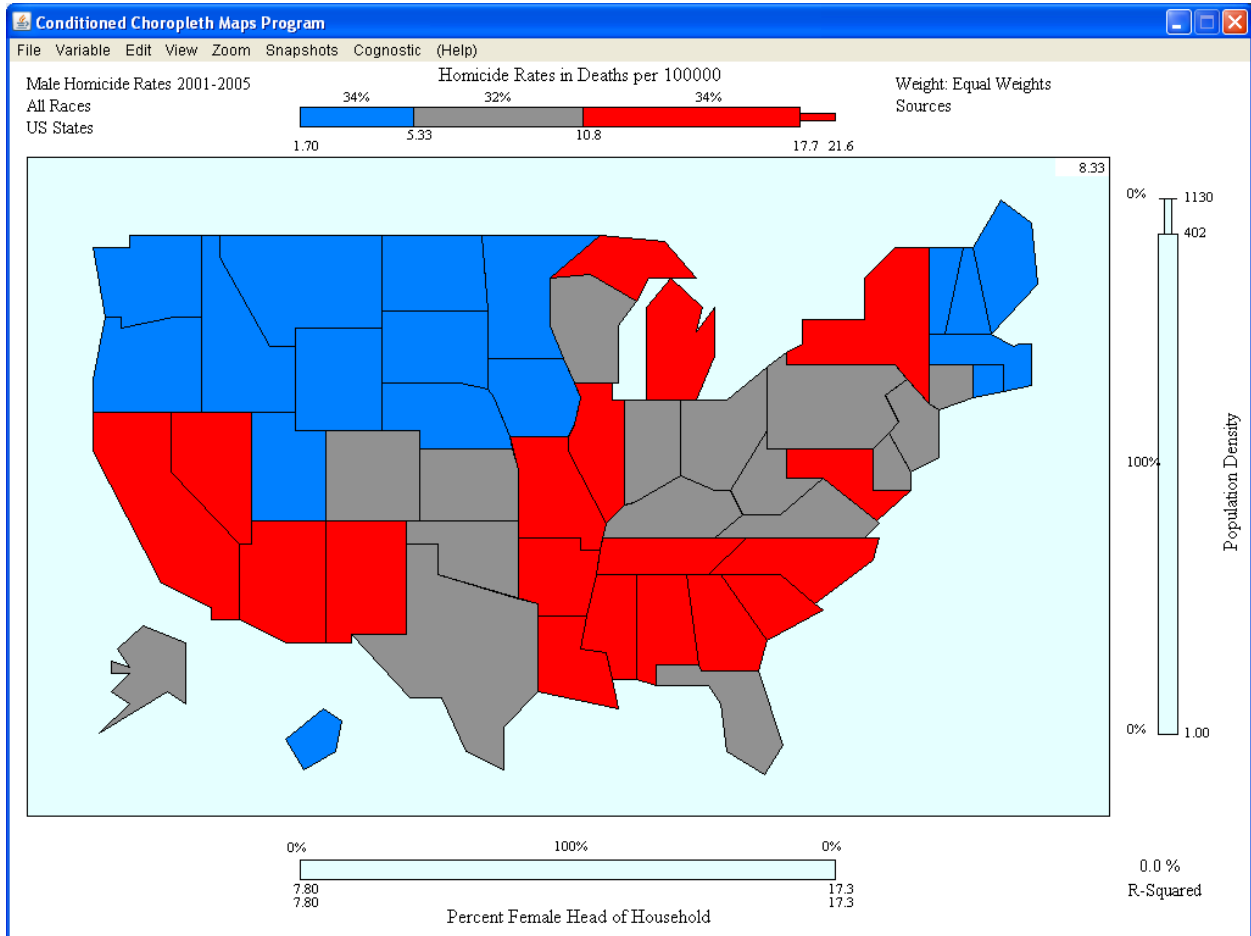 Conditioned Choropleth Maps Program
File Variable Edit View Zoom Snapshots Cognostic (Help)
Male Homicide Rates 2001-2005
All Races
US States
Homicide Rates in Deaths per 100000
34% 32% 34%
5.33 10.8
1.70 17.7 21.6
Weight: Equal Weights
Sources
8.33
0% 1130
402
100%
Population Density
0% 1.00
0% 100% 0%
7.80 17.3
7.80 17.3
Percent Female Head of Household
0.0 %
R-Squared